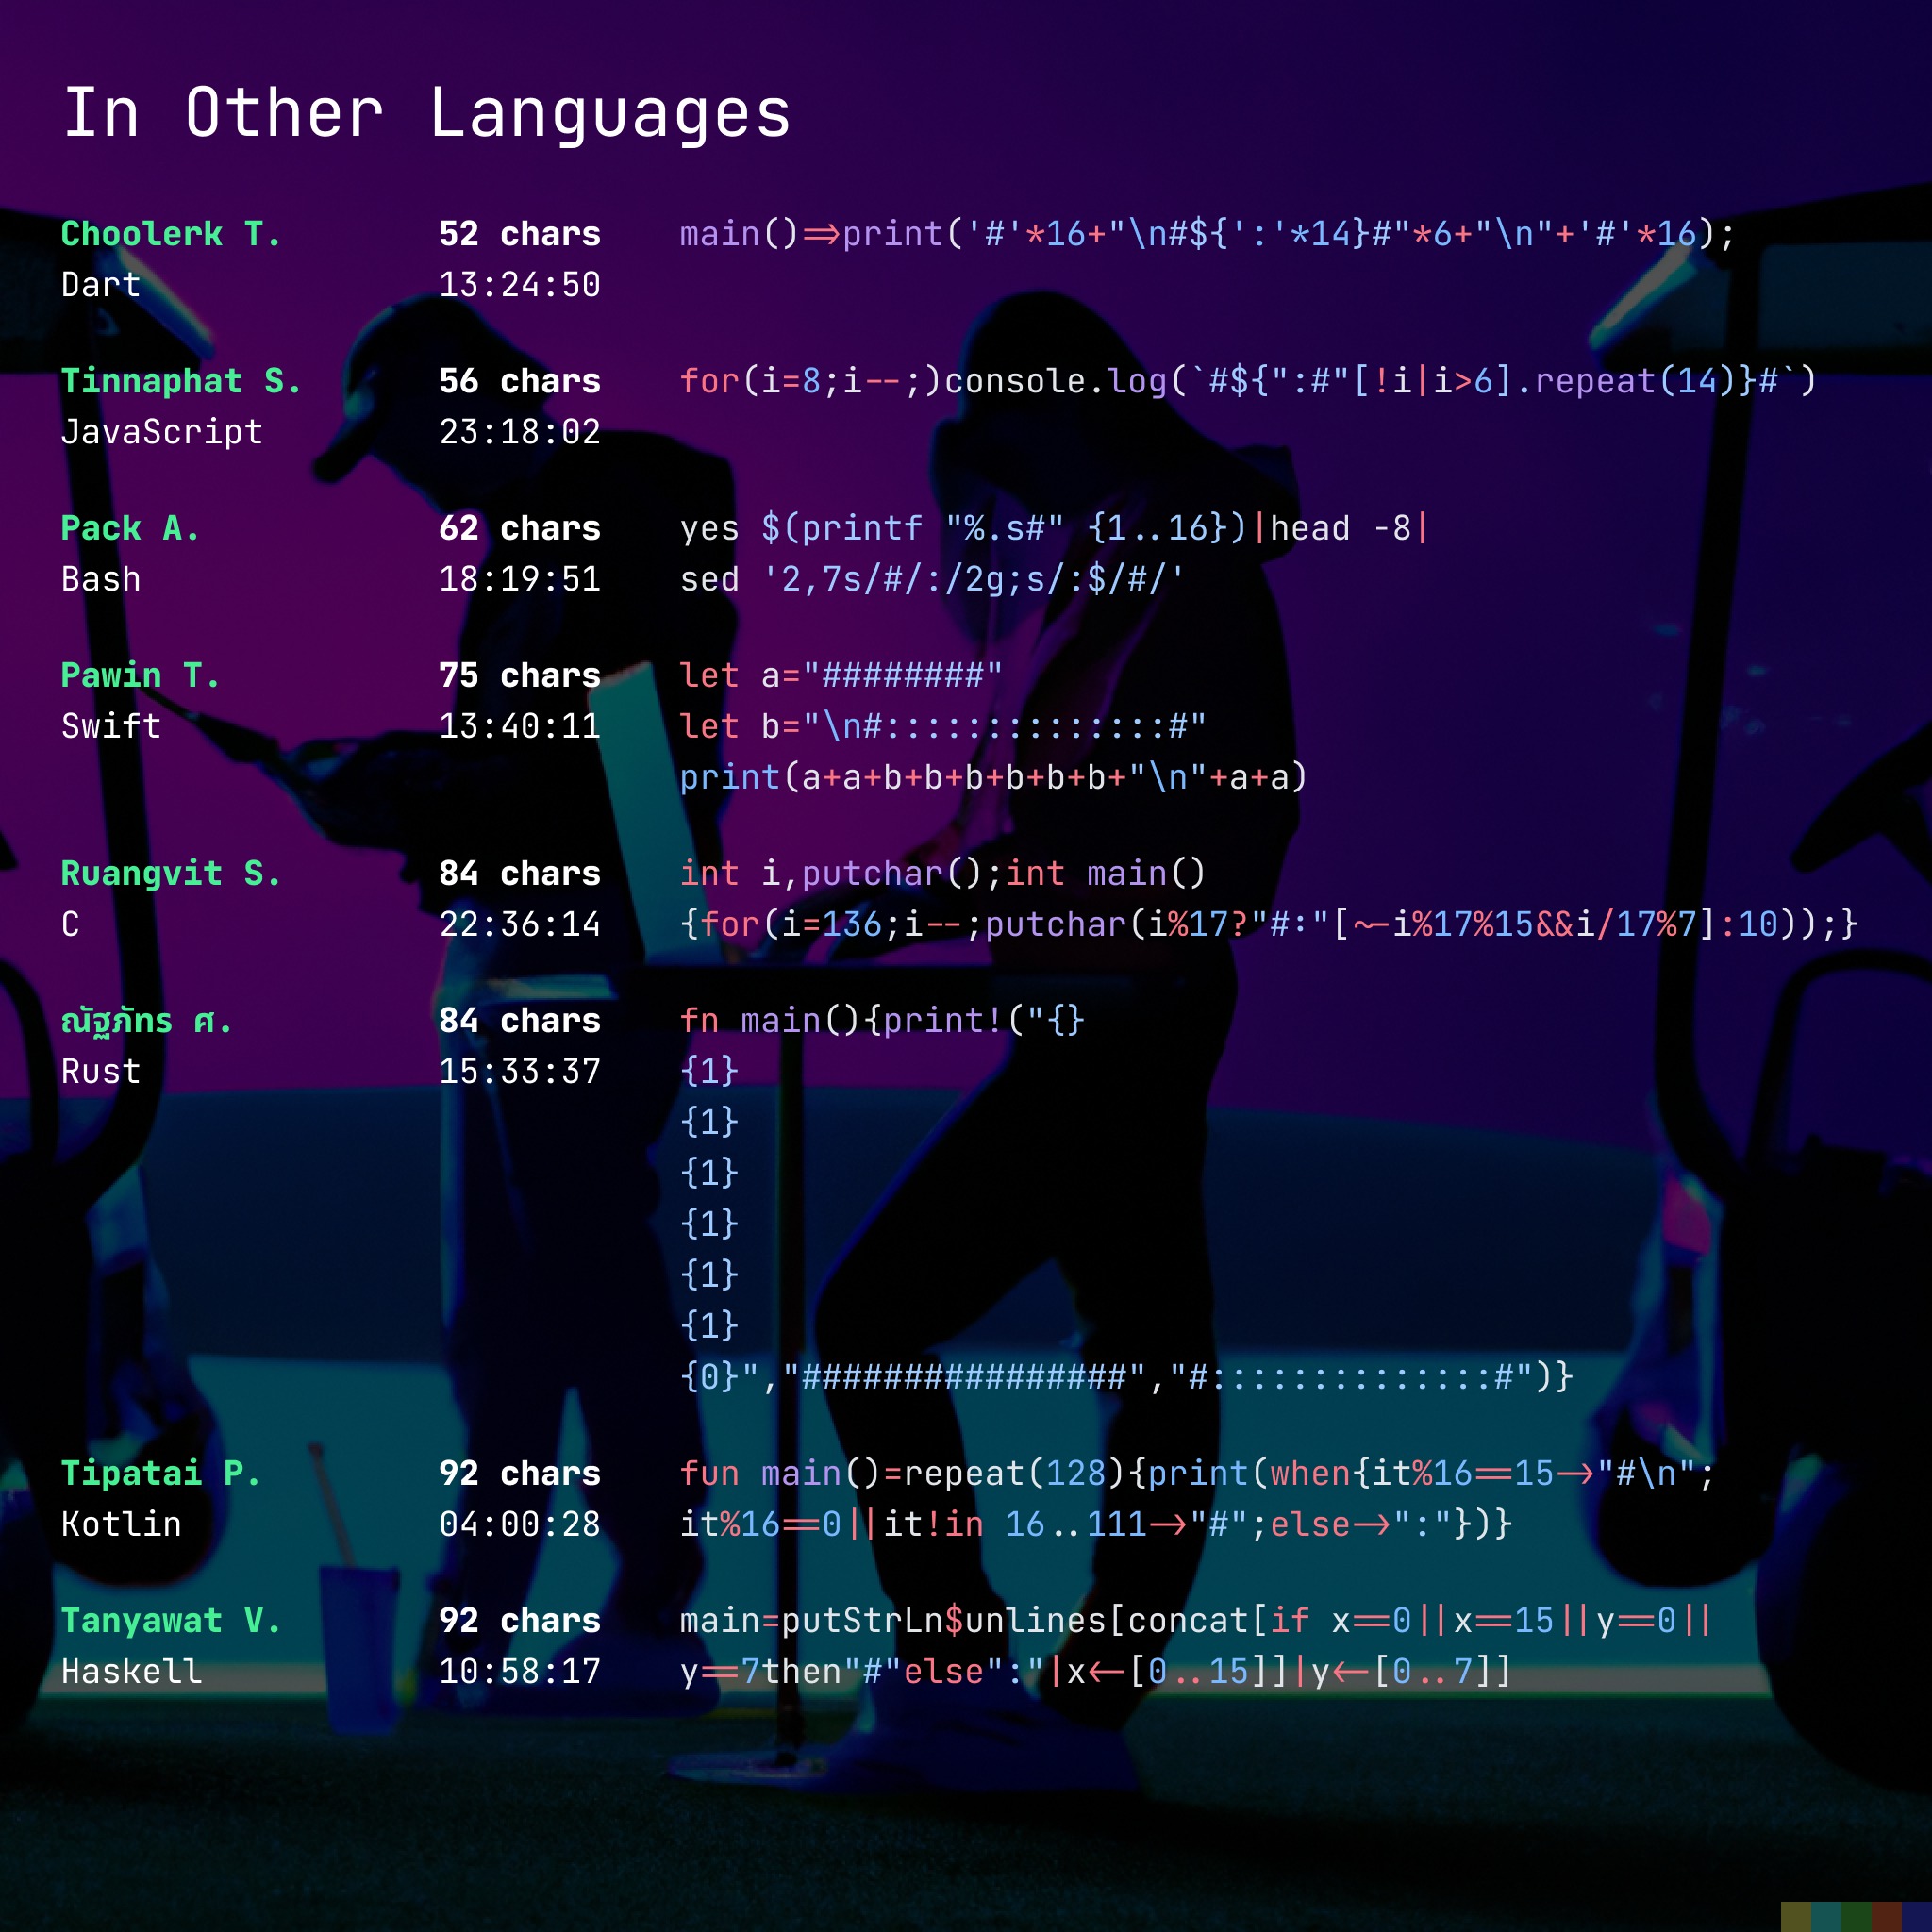 In Other Languages
Choolerk T. 52 chars main()=>print('#'*16+"\n#${':'*14}#"*6+"\n"+'#'*16);
Dart 13:24:50
Tinnaphat S. 56 chars for(i=8;i--;)console.log(`#${":#"[!i|i>6].repeat(14)}#`)
JavaScript 23:18:02
Pack A. 62 chars yes $(printf "%.s#" {1..16})|head -8|
Bash 18:19:51 sed '2,7s/#/:/2g;s/:$/#/'
Pawin T. 75 chars let a="########"
Swift 13:40:11 let b="\n#::::::::::::::#"
print(a+a+b+b+b+b+b+b+"\n"+a+a)
Ruangvit S. 84 chars int i,putchar();int main()
C 22:36:14 {for(i=136;i--;putchar(i%17?"#:"[~-i%17%15&&i/17%7]:10));}
ณัฐภัทร ศ. 84 chars fn main(){print!("{}
Rust 15:33:37 {1}
{1}
{1}
{1}
{1}
{1}
{0}","################","#::::::::::::::#")}
Tipatai P. 92 chars fun main()=repeat(128){print(when{it%16==15->"#\n";
Kotlin 04:00:28 it%16==0||it!in 16..111->"#";else->":"})}
Tanyawat V. 92 chars main=putStrLn$unlines[concat[if x==0||x==15||y==0||
Haskell 10:58:17 y==7then"#"else":"|x<-[0..15]]|y<-[0..7]]